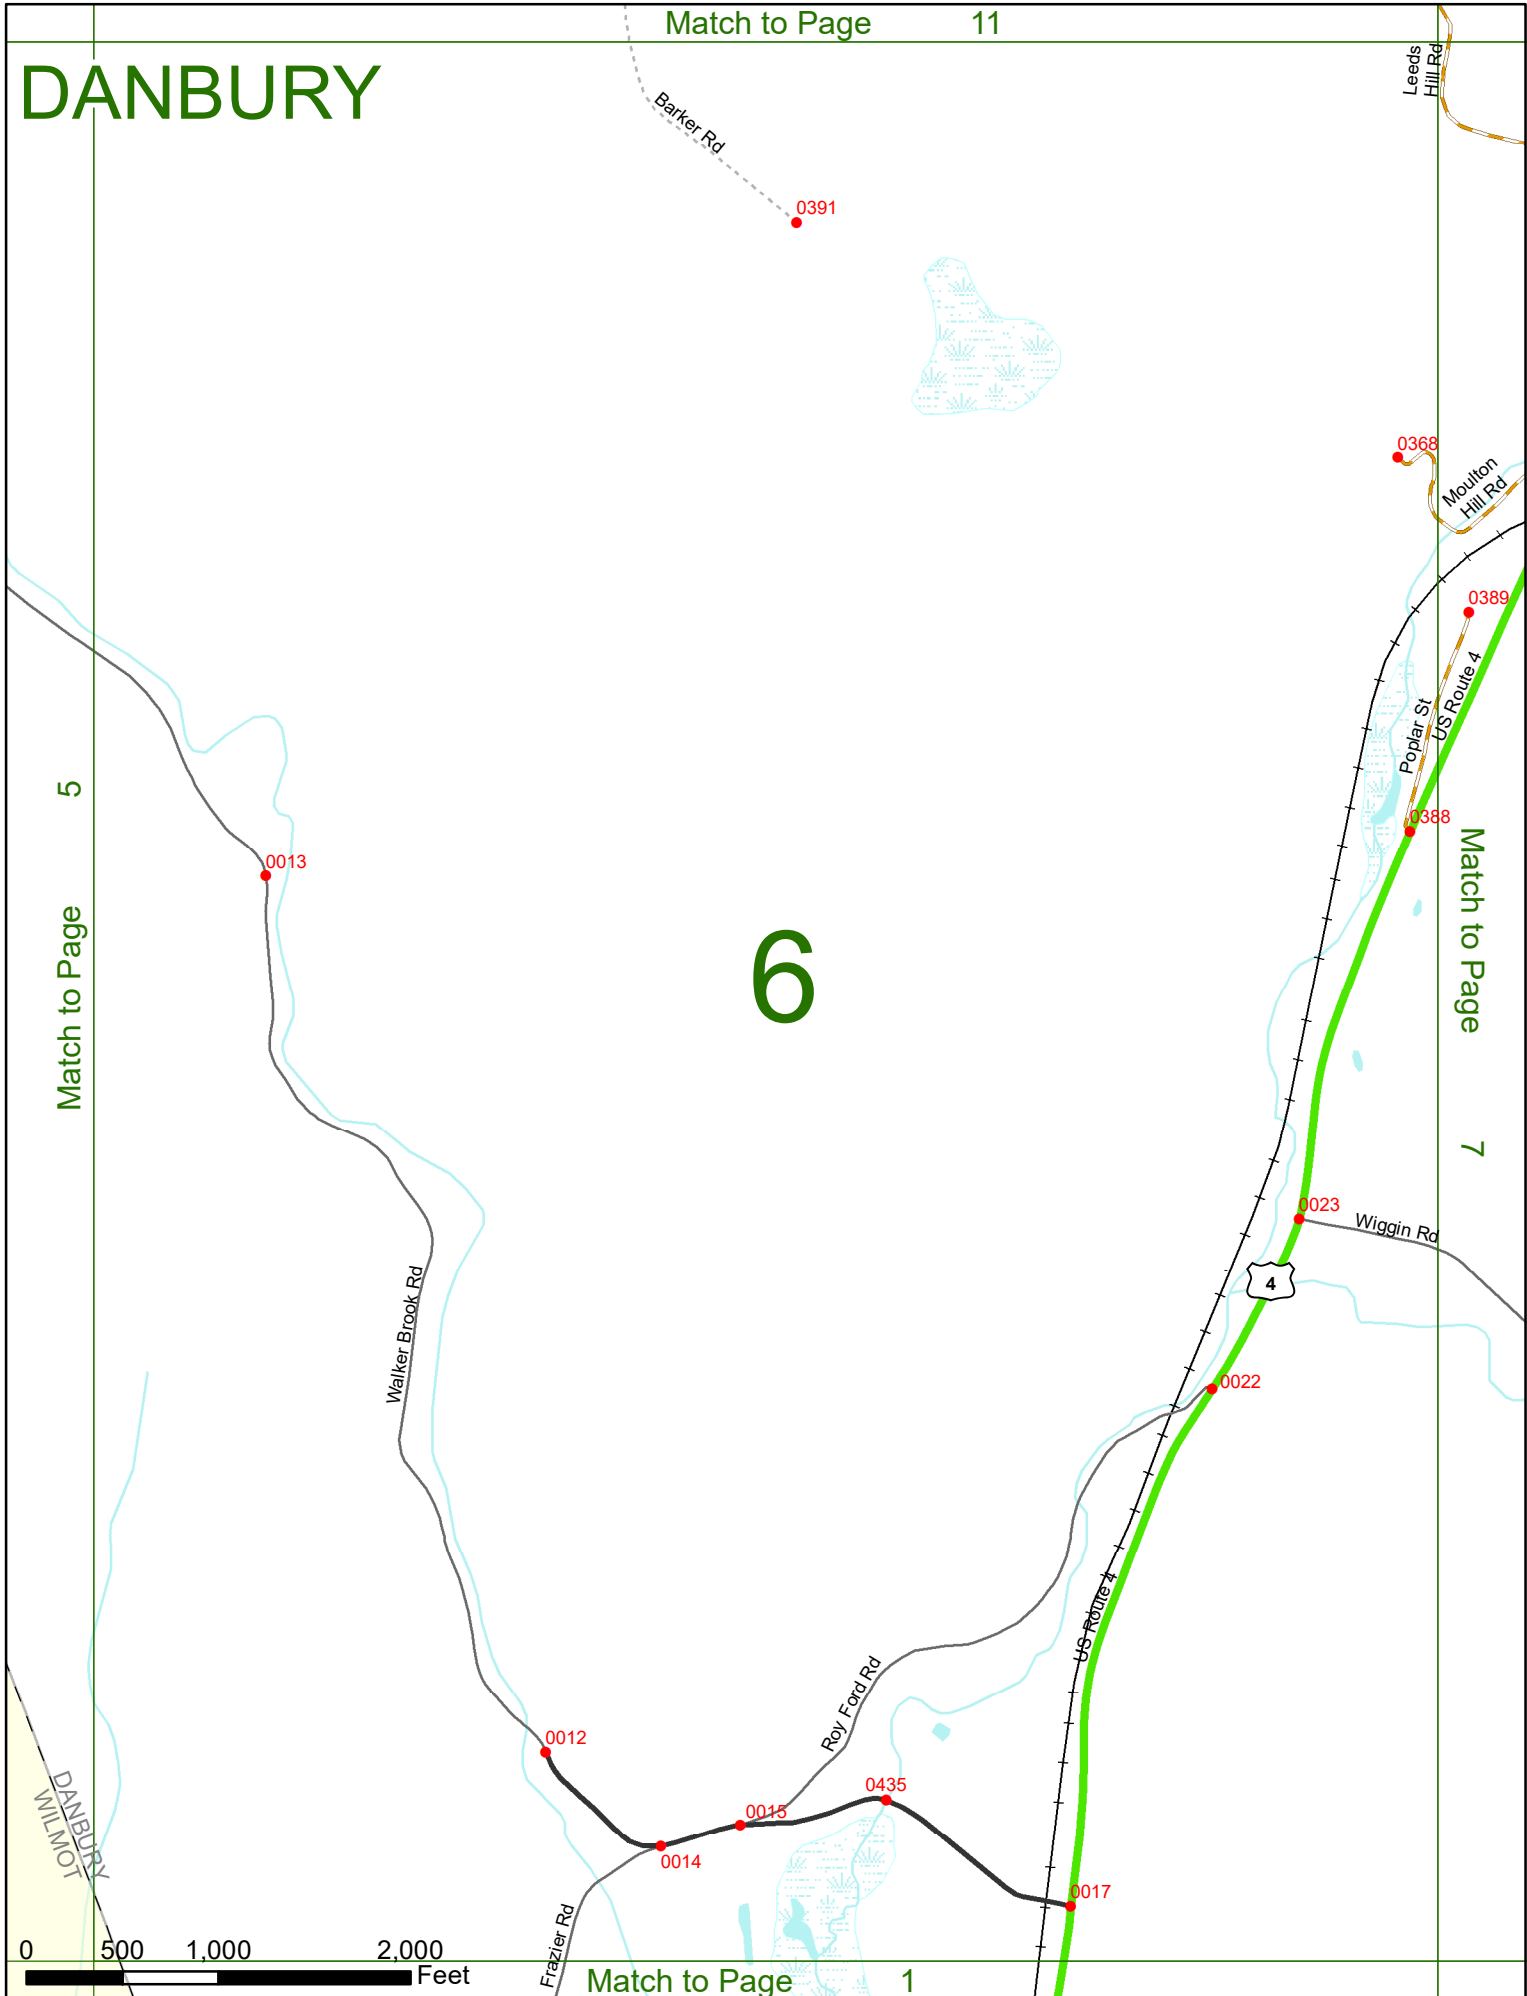 Match to Page 11
DANBURY
Leeds
Hill Rd
Barker Rd
0391
0368
Moulton
Hill Rd
0389
US Route 4
Poplar St
0388
5
Match to Page
0013
6
Match to Page
7
0023
Wiggin Rd
4
Walker Brook Rd
0022
US Route 4
Roy Ford Rd
0012
0435
0015
0014
DANBURY
WILMOT
0017
Frazier Rd
0 500 1,000 2,000
Feet
Match to Page 1